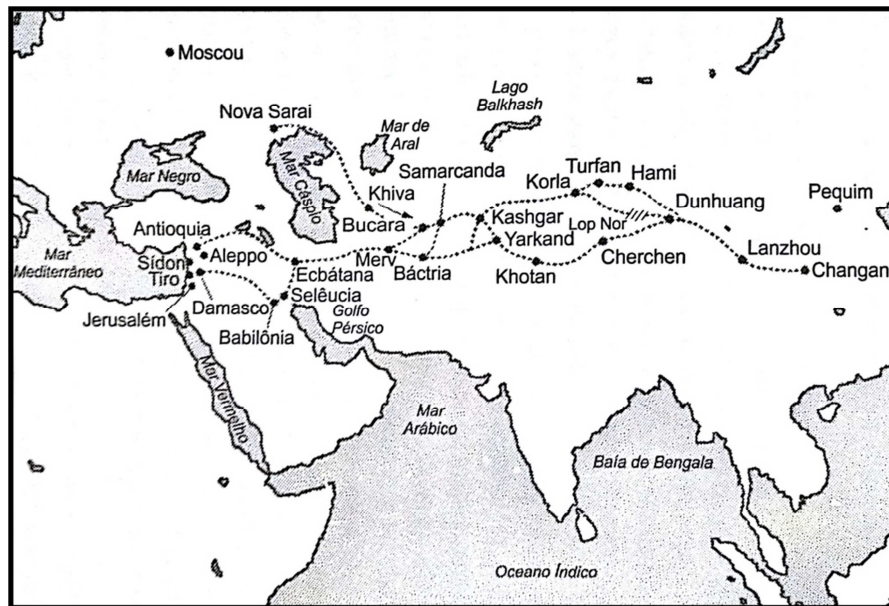 Moscou
Nova Sarai
Lago
Balkhash
Mar de
Aral
Samarcanda
Mar Negro
Mar Cáspio
Khiva
Turfan
Hami
Korla
Dunhuang
Pequim
Bucara
Kashgar
Lop Nor
Antioquia
Yarkand
Mar
Mediterrâneo
Aleppo
Sídon
Tiro
Ecbátana
Merv
Báctria
Khotan
Cherchen
Lanzhou
Changan
Selêucia
Damasco
Jerusalém
Babilônia
Golfo
Pérsico
Mar Vermelho
Mar
Arábico
Baía de Bengala
Oceano Índico